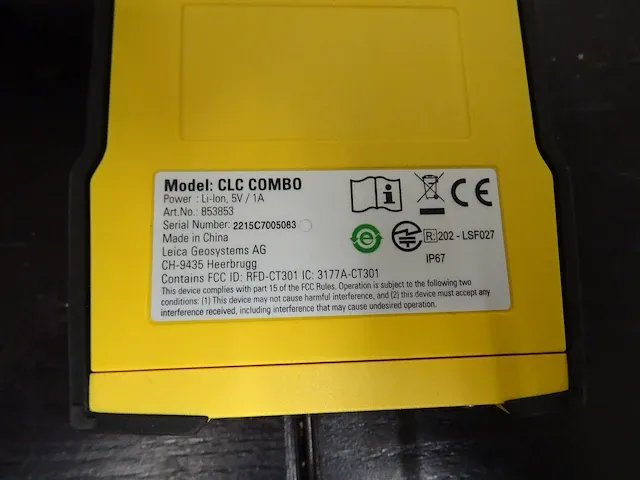 Model: CLC COMBO
Power : Li-Ion, 5V / 1A
Art.No.: 853853
Serial Number: 2215C7005083
Made in China
Leica Geosystems AG
CH-9435 Heerbrugg
Contains FCC ID: RFD-CT301 IC: 3177A-CT301
This device complies with part 15 of the FCC Rules. Operation is subject to the following two
conditions: (1) This device may not cause harmful interference, and (2) this device must accept any
interference received, including interference that may cause undesired operation.
i
CE
e
R 202 - LSF027
IP67